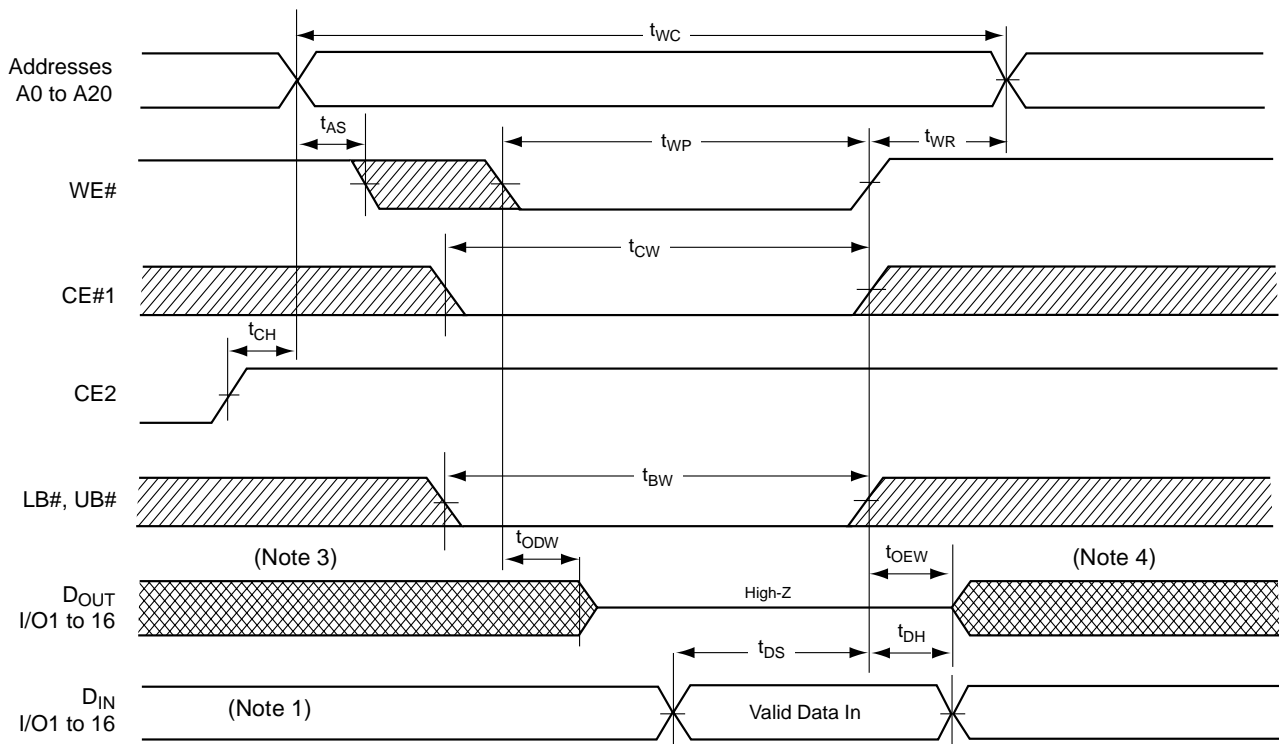 tWC
Addresses
A0 to A20
tAS
tWP
tWR
WE#
tCW
CE#1
tCH
CE2
tBW
LB#, UB#
tODW
(Note 3)
tOEW
(Note 4)
DOUT
I/O1 to 16
High-Z
tDS
tDH
DIN
I/O1 to 16
(Note 1)
Valid Data In